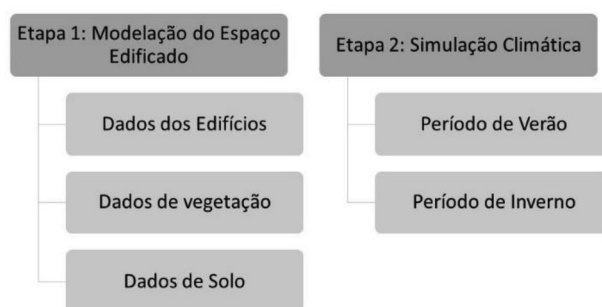 Etapa 1: Modelação do Espaço
Edificado
Dados dos Edifícios
Dados de vegetação
Dados de Solo
Etapa 2: Simulação Climática
Período de Verão
Período de Inverno